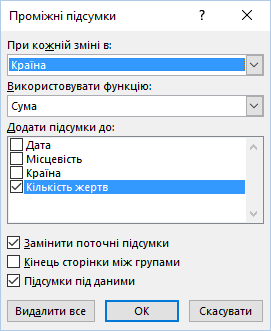 Проміжні підсумки
При кожній зміні в:
Країна
Використовувати функцію:
Сума
Додати підсумки до:
Дата
Місцевість
Країна
Кількість жертв
Замінити поточні підсумки
Кінець сторінки між групами
Підсумки під даними
Видалити все
OK
Скасувати